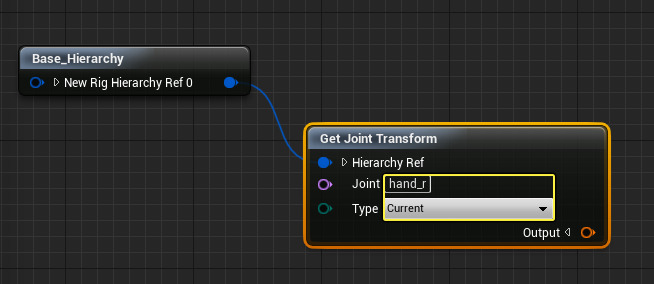 Base_Hierarchy
New Rig Hierarchy Ref 0
Get Joint Transform
Hierarchy Ref
Joint hand_r
Type Current
Output